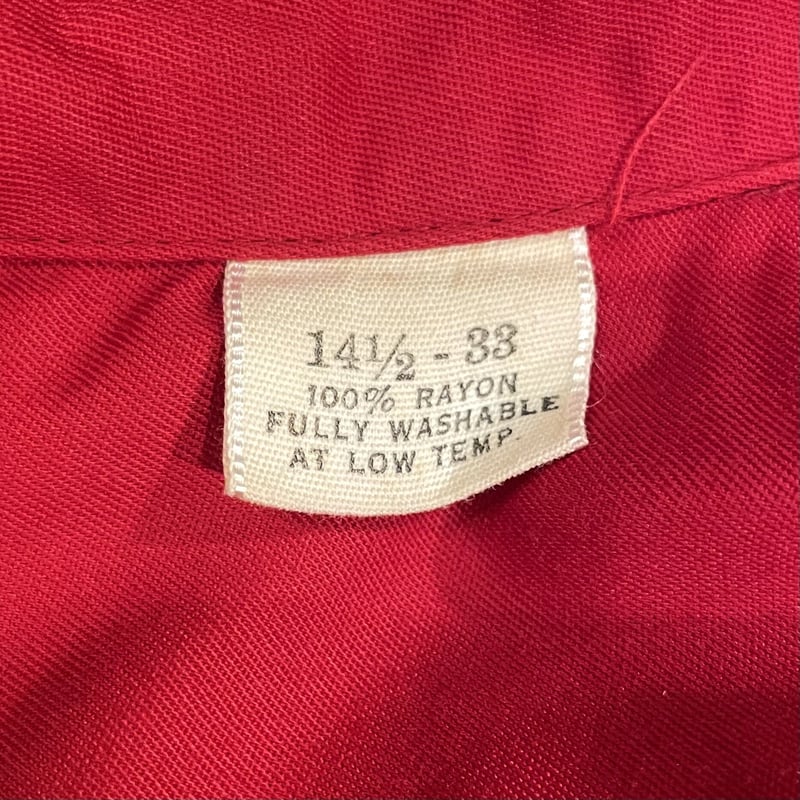 14½ - 33
100% RAYON
FULLY WASHABLE
AT LOW TEMP.